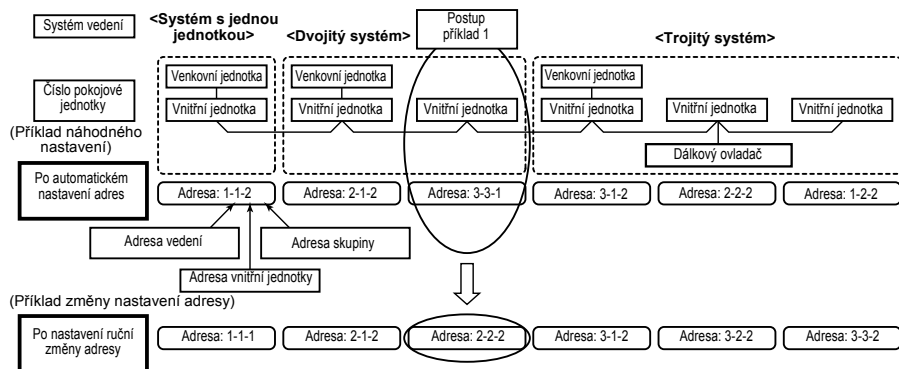 Systém vedení
<Systém s jednou
jednotkou>
<Dvojitý systém>
Postup
příklad 1
<Trojitý systém>
Číslo pokojové
jednotky
Venkovní jednotka
Venkovní jednotka
Venkovní jednotka
Vnitřní jednotka
Vnitřní jednotka
Vnitřní jednotka
Vnitřní jednotka
Vnitřní jednotka
Vnitřní jednotka
(Příklad náhodného
nastavení)
Dálkový ovladač
Po automatickém
nastavení adres
Adresa: 1-1-2
Adresa: 2-1-2
Adresa: 3-3-1
Adresa: 3-1-2
Adresa: 2-2-2
Adresa: 1-2-2
Adresa vedení
Adresa skupiny
Adresa vnitřní jednotky
(Příklad změny nastavení adresy)
Po nastavení ruční
změny adresy
Adresa: 1-1-1
Adresa: 2-1-2
Adresa: 2-2-2
Adresa: 3-1-2
Adresa: 3-2-2
Adresa: 3-3-2